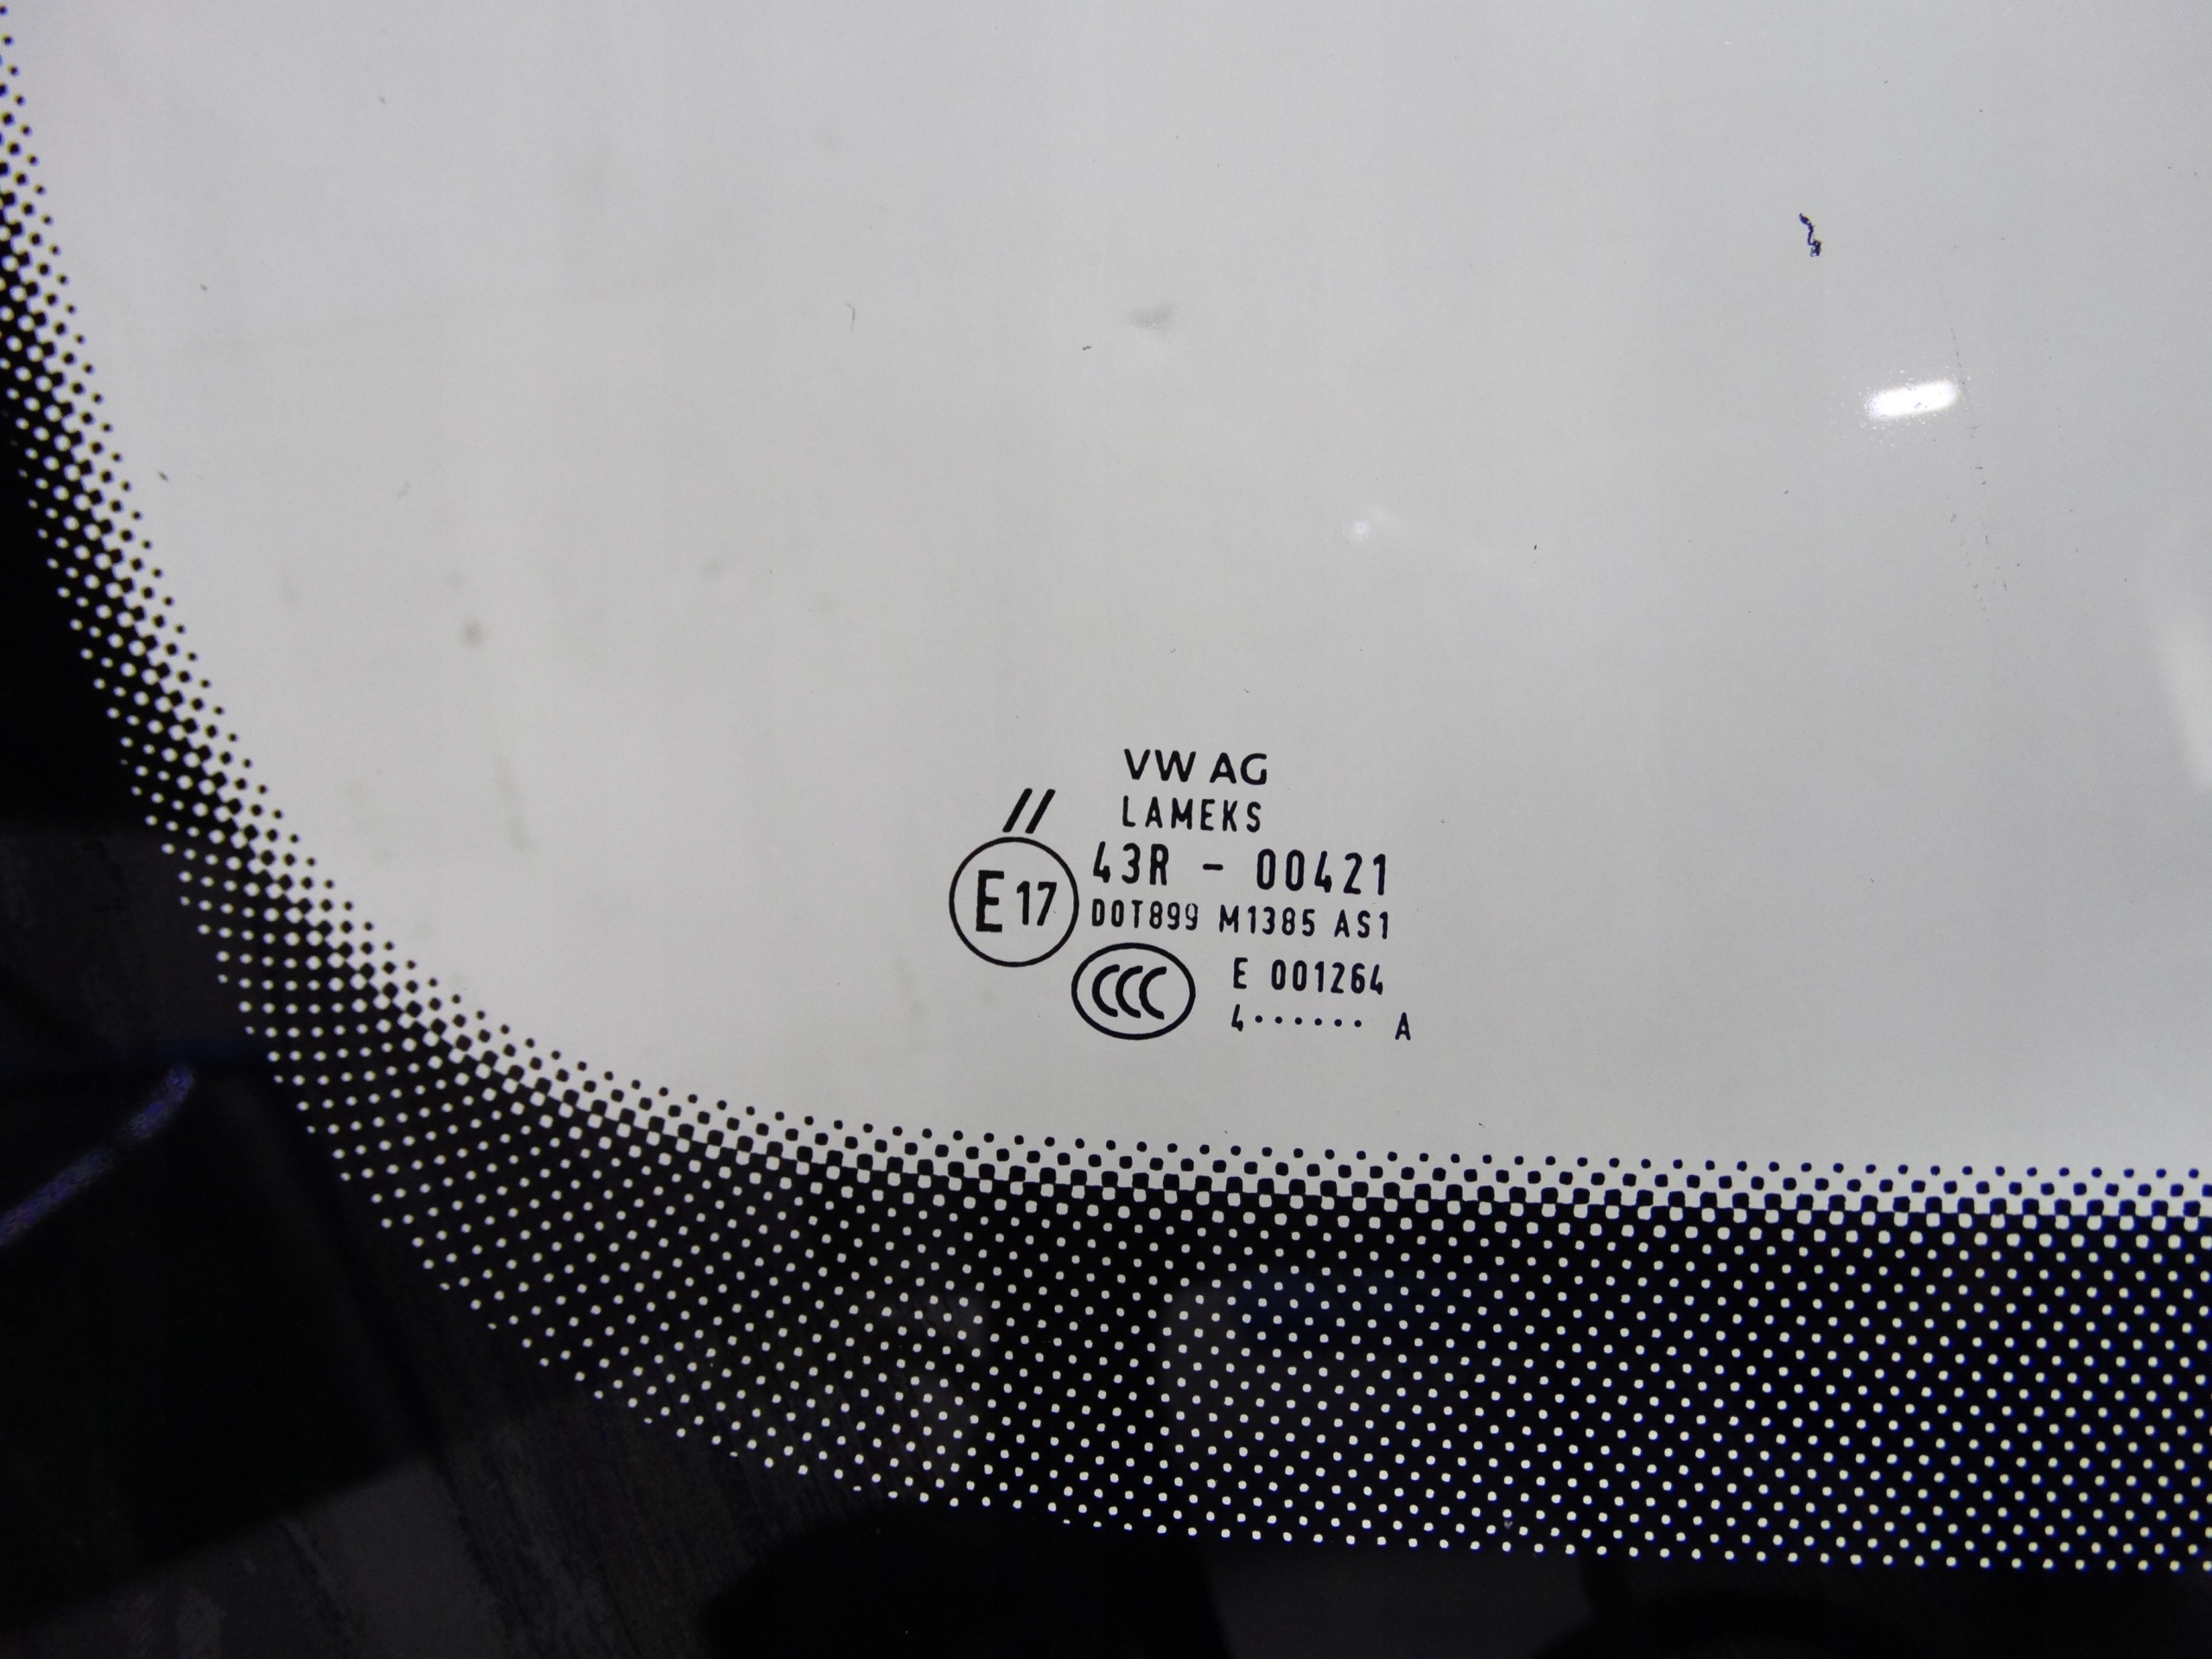 VW AG
//
LAMEKS
43R - 00421
E 17
DOT899 M1385 AS1
CCC
E 001264
4······ A